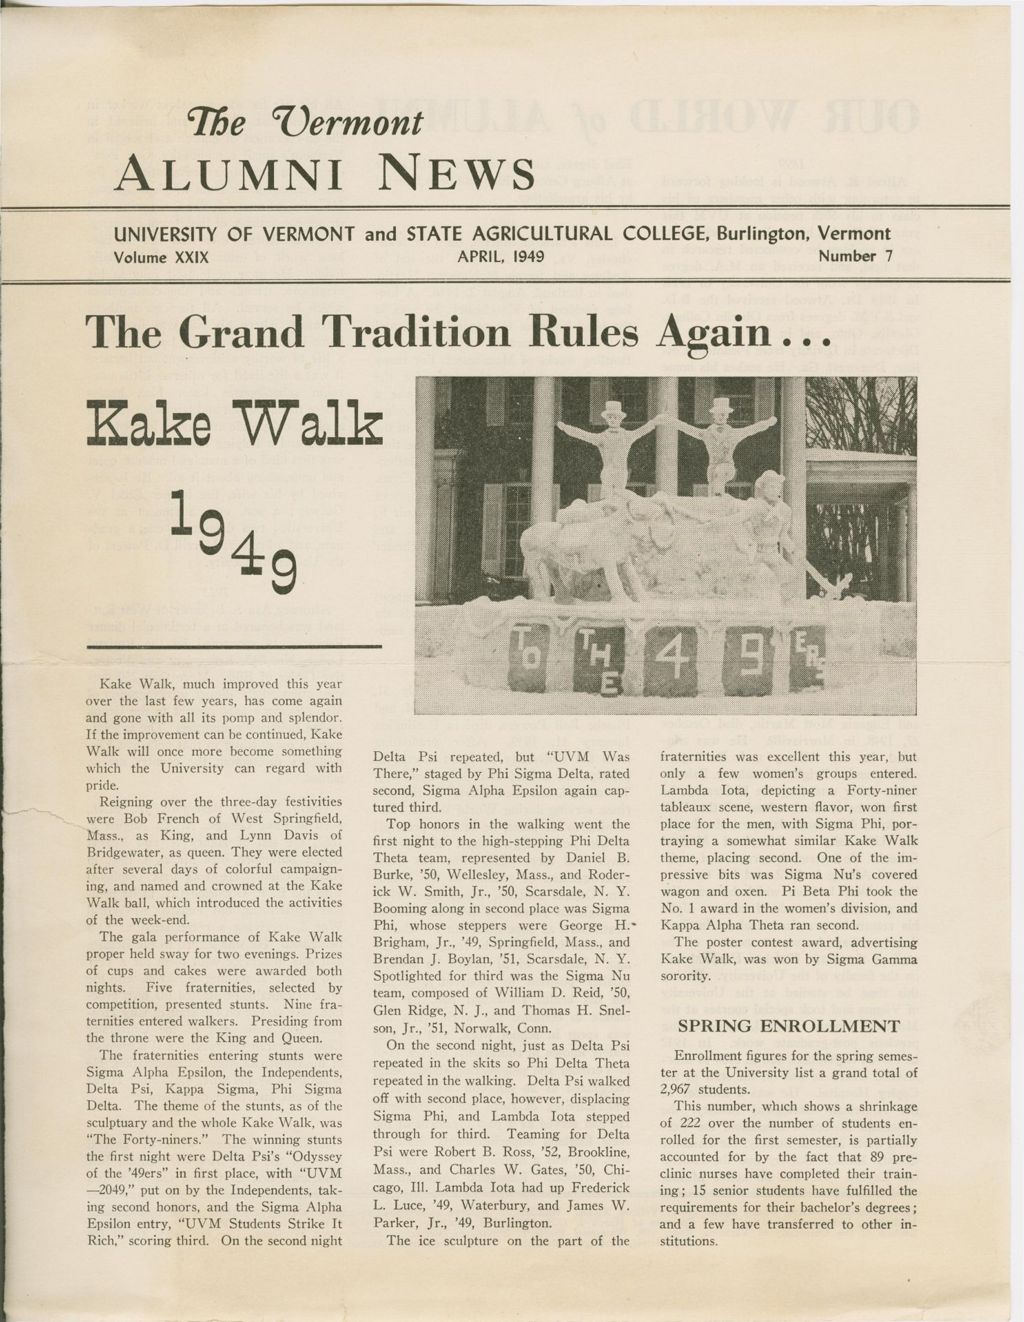 The Vermont
ALUMNI NEWS
UNIVERSITY OF VERMONT and STATE AGRICULTURAL COLLEGE, Burlington, Vermont
Volume XXIX APRIL, 1949 Number 7
The Grand Tradition Rules Again...
Kake Walk
1949
TO THE 49ERS
Kake Walk, much improved this year
over the last few years, has come again
and gone with all its pomp and splendor.
If the improvement can be continued, Kake
Walk will once more become something
which the University can regard with
pride.
Reigning over the three-day festivities
were Bob French of West Springfield,
Mass., as King, and Lynn Davis of
Bridgewater, as queen. They were elected
after several days of colorful campaign-
ing, and named and crowned at the Kake
Walk ball, which introduced the activities
of the week-end.
The gala performance of Kake Walk
proper held sway for two evenings. Prizes
of cups and cakes were awarded both
nights. Five fraternities, selected by
competition, presented stunts. Nine fra-
ternities entered walkers. Presiding from
the throne were the King and Queen.
The fraternities entering stunts were
Sigma Alpha Epsilon, the Independents,
Delta Psi, Kappa Sigma, Phi Sigma
Delta. The theme of the stunts, as of the
sculptuary and the whole Kake Walk, was
"The Forty-niners." The winning stunts
the first night were Delta Psi's "Odyssey
of the '49ers" in first place, with "UVM
—2049," put on by the Independents, tak-
ing second honors, and the Sigma Alpha
Epsilon entry, "UVM Students Strike It
Rich," scoring third. On the second night
Delta Psi repeated, but "UVM Was
There," staged by Phi Sigma Delta, rated
second, Sigma Alpha Epsilon again cap-
tured third.
Top honors in the walking went the
first night to the high-stepping Phi Delta
Theta team, represented by Daniel B.
Burke, '50, Wellesley, Mass., and Roder-
ick W. Smith, Jr., '50, Scarsdale, N. Y.
Booming along in second place was Sigma
Phi, whose steppers were George H.
Brigham, Jr., '49, Springfield, Mass., and
Brendan J. Boylan, '51, Scarsdale, N. Y.
Spotlighted for third was the Sigma Nu
team, composed of William D. Reid, '50,
Glen Ridge, N. J., and Thomas H. Snel-
son, Jr., '51, Norwalk, Conn.
On the second night, just as Delta Psi
repeated in the skits so Phi Delta Theta
repeated in the walking. Delta Psi walked
off with second place, however, displacing
Sigma Phi, and Lambda Iota stepped
through for third. Teaming for Delta
Psi were Robert B. Ross, '52, Brookline,
Mass., and Charles W. Gates, '50, Chi-
cago, Ill. Lambda Iota had up Frederick
L. Luce, '49, Waterbury, and James W.
Parker, Jr., '49, Burlington.
The ice sculpture on the part of the
fraternities was excellent this year, but
only a few women's groups entered.
Lambda Iota, depicting a Forty-niner
tableaux scene, western flavor, won first
place for the men, with Sigma Phi, por-
traying a somewhat similar Kake Walk
theme, placing second. One of the im-
pressive bits was Sigma Nu's covered
wagon and oxen. Pi Beta Phi took the
No. 1 award in the women's division, and
Kappa Alpha Theta ran second.
The poster contest award, advertising
Kake Walk, was won by Sigma Gamma
sorority.
SPRING ENROLLMENT
Enrollment figures for the spring semes-
ter at the University list a grand total of
2,967 students.
This number, which shows a shrinkage
of 222 over the number of students en-
rolled for the first semester, is partially
accounted for by the fact that 89 pre-
clinic nurses have completed their train-
ing; 15 senior students have fulfilled the
requirements for their bachelor's degrees;
and a few have transferred to other in-
stitutions.